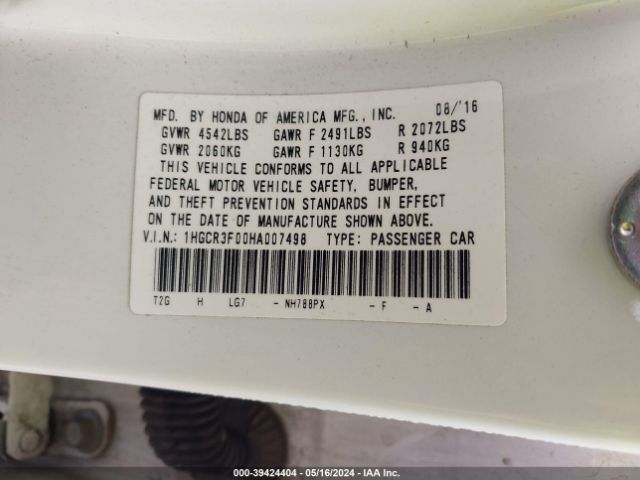 MFD. BY HONDA OF AMERICA MFG., INC. 08/'16
GVWR 4542LBS GAWR F 2491LBS R 2072LBS
GVWR 2060KG GAWR F 1130KG R 940KG
THIS VEHICLE CONFORMS TO ALL APPLICABLE
FEDERAL MOTOR VEHICLE SAFETY, BUMPER,
AND THEFT PREVENTION STANDARDS IN EFFECT
ON THE DATE OF MANUFACTURE SHOWN ABOVE.
V.I.N.: 1HGCR3F00HA007498 TYPE: PASSENGER CAR
T2G H LG7 - NH788PX - F - A
000-39424404 - 05/16/2024 - IAA Inc.